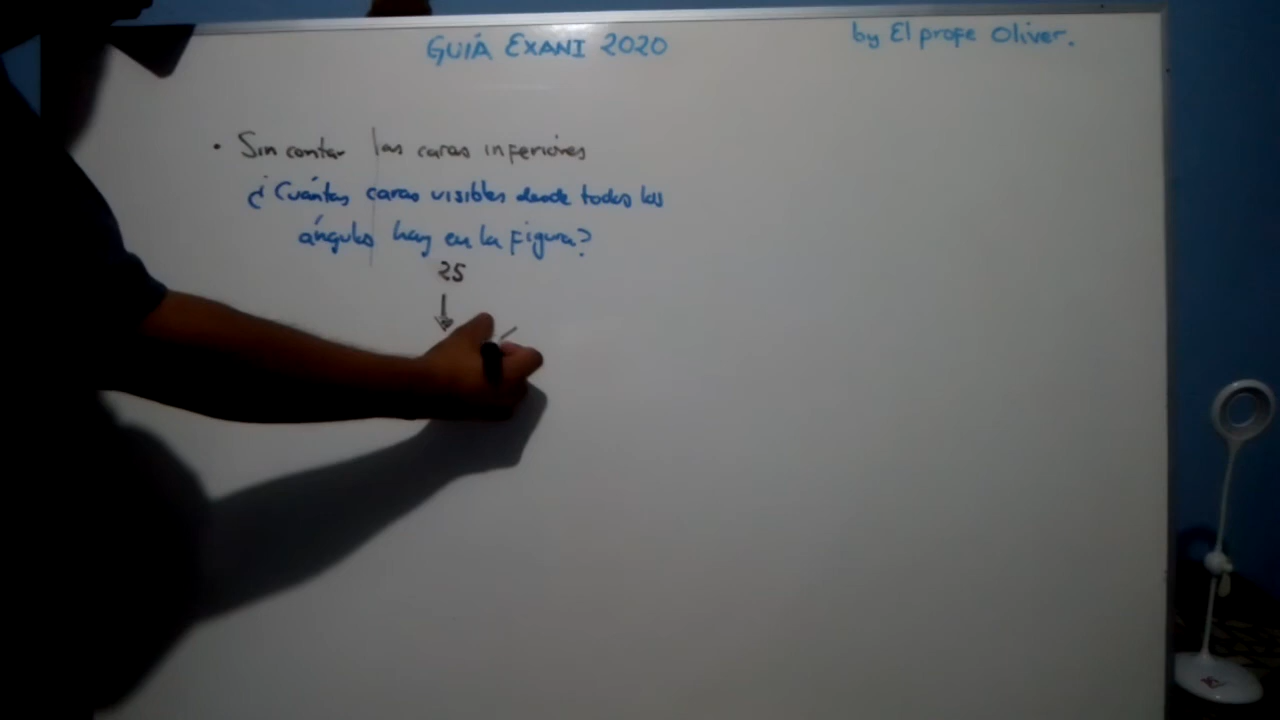 GUÍA EXANI 2020
by El profe Oliver.
• Sin contar las caras inferiores
¿Cuántas caras visibles desde todos los
ángulos hay en la figura?
25